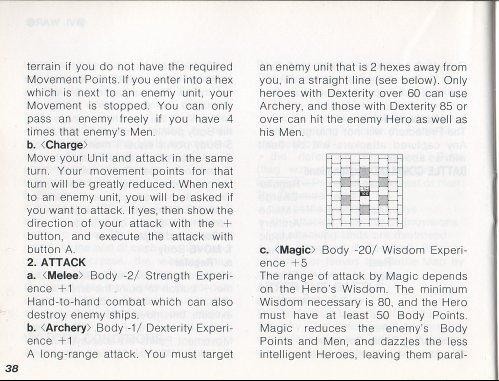 terrain if you do not have the required
Movement Points. If you enter into a hex
which is next to an enemy unit, your
Movement is stopped. You can only
pass an enemy freely if you have 4
times that enemy's Men.
b. <Charge>
Move your Unit and attack in the same
turn. Your movement points for that
turn will be greatly reduced. When next
to an enemy unit, you will be asked if
you want to attack. If yes, then show the
direction of your attack with the +
button, and execute the attack with
button A.
2. ATTACK
a. <Melee> Body -2/ Strength Experi-
ence +1
Hand-to-hand combat which can also
destroy enemy ships.
b. <Archery> Body -1/ Dexterity Experi-
ence +1
A long-range attack. You must target
38
an enemy unit that is 2 hexes away from
you, in a straight line (see below). Only
heroes with Dexterity over 60 can use
Archery, and those with Dexterity 85 or
over can hit the enemy Hero as well as
his Men.
c. <Magic> Body -20/ Wisdom Experi-
ence +5
The range of attack by Magic depends
on the Hero's Wisdom. The minimum
Wisdom necessary is 80, and the Hero
must have at least 50 Body Points.
Magic reduces the enemy's Body
Points and Men, and dazzles the less
intelligent Heroes, leaving them paral-